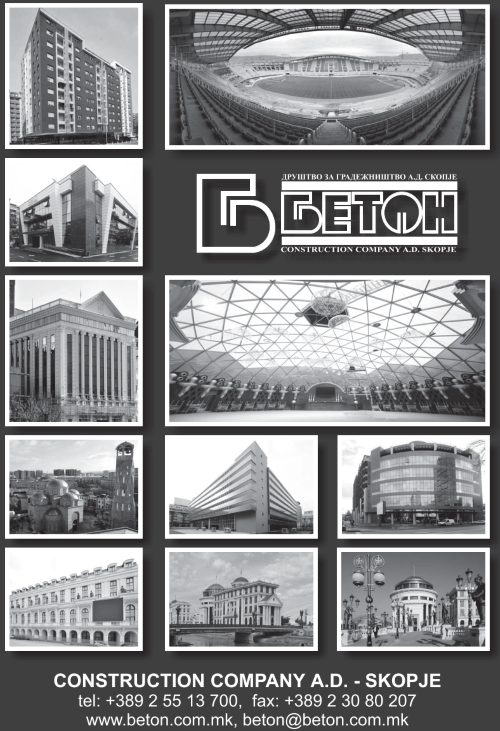 ДРУШТВО ЗА ГРАДЕЖНИШТВО А.Д. СКОПЈЕ
БЕТОН
CONSTRUCTION COMPANY A.D. SKOPJE
CONSTRUCTION COMPANY A.D. - SKOPJE
tel: +389 2 55 13 700, fax: +389 2 30 80 207
www.beton.com.mk, beton@beton.com.mk